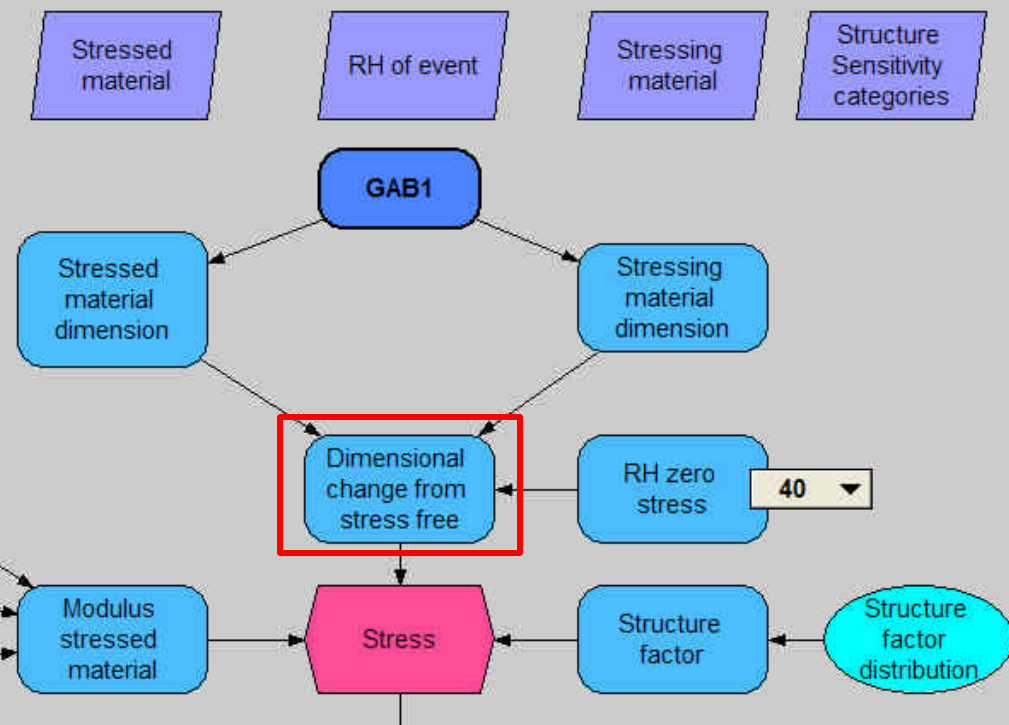 Stressed
material
RH of event
Stressing
material
Structure
Sensitivity
categories
GAB1
Stressed
material
dimension
Stressing
material
dimension
Dimensional
change from
stress free
RH zero
stress
40
Modulus
stressed
material
Stress
Structure
factor
Structure
factor
distribution